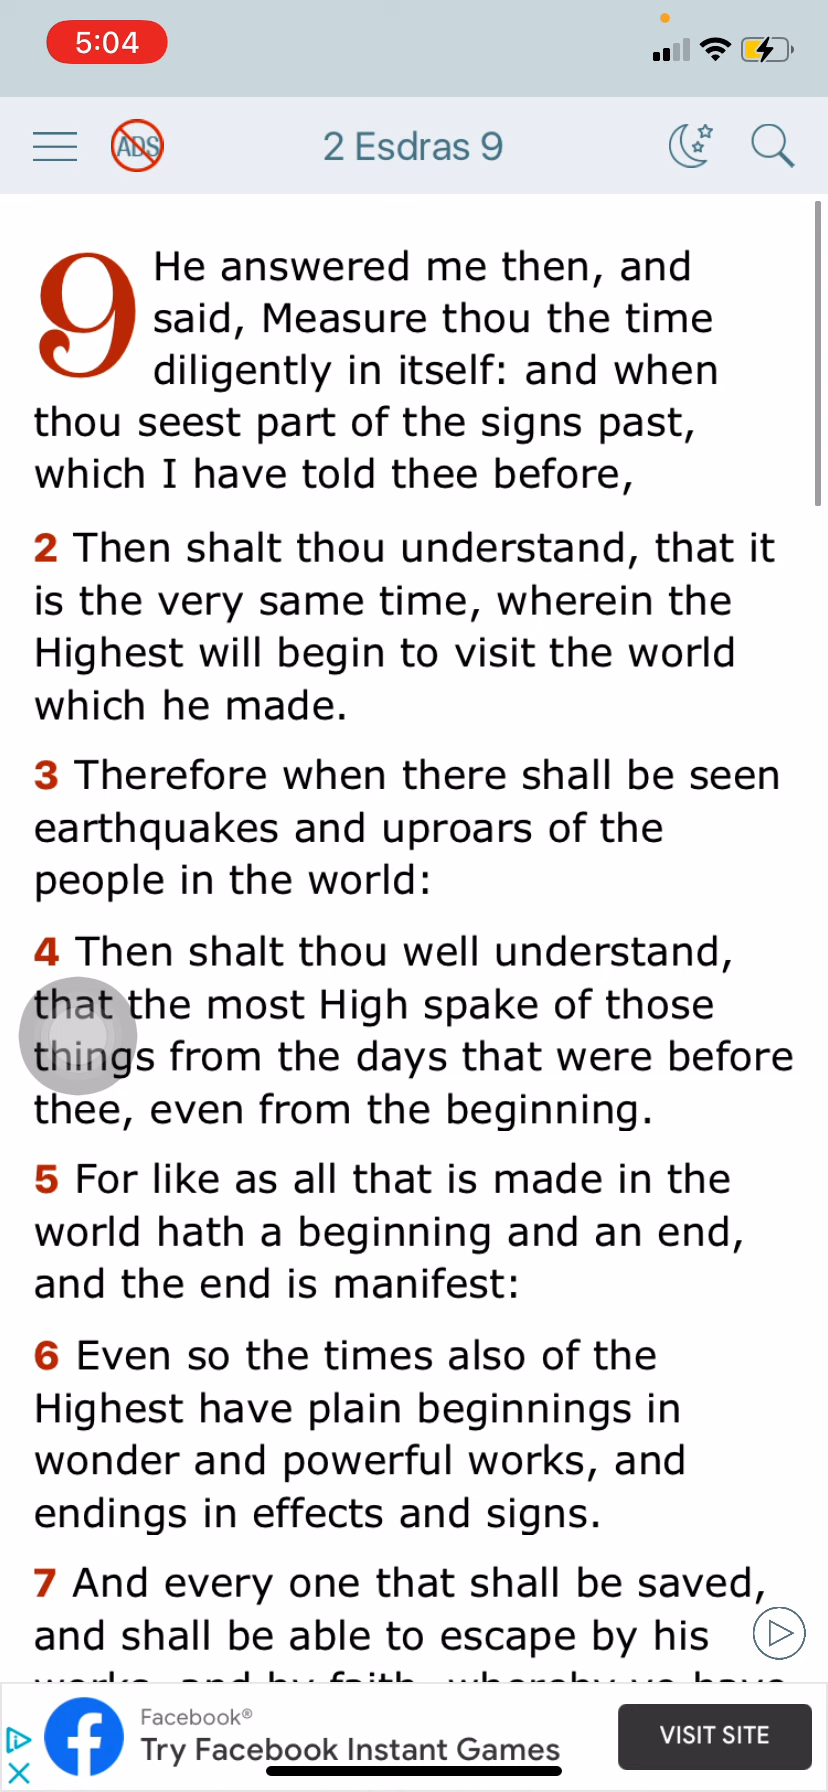 5:04
ADS
2 Esdras 9
9 He answered me then, and
said, Measure thou the time
diligently in itself: and when
thou seest part of the signs past,
which I have told thee before,
2 Then shalt thou understand, that it
is the very same time, wherein the
Highest will begin to visit the world
which he made.
3 Therefore when there shall be seen
earthquakes and uproars of the
people in the world:
4 Then shalt thou well understand,
that the most High spake of those
things from the days that were before
thee, even from the beginning.
5 For like as all that is made in the
world hath a beginning and an end,
and the end is manifest:
6 Even so the times also of the
Highest have plain beginnings in
wonder and powerful works, and
endings in effects and signs.
7 And every one that shall be saved,
and shall be able to escape by his
works, and by faith, whereby ye have
Facebook®
Try Facebook Instant Games
VISIT SITE